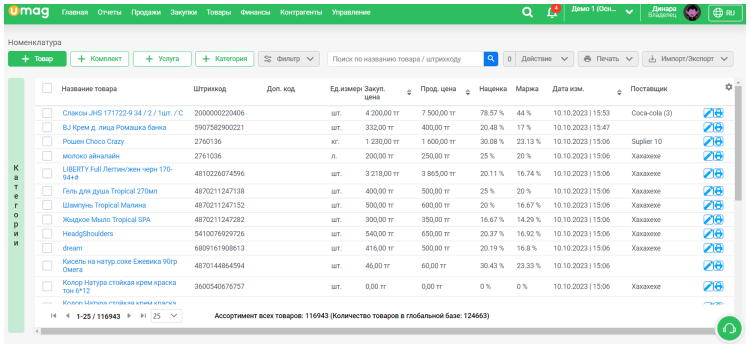 Umag Главная Отчеты Продажи Закупки Товары Финансы Контрагенты Управление 4 Демо 1 (Осн... Динара RU
Владелец
Номенклатура
+ Товар + Комплект + Услуга + Категория Фильтр Поиск по названию товара / штрихкоду 0 Действие Печать Импорт/Экспорт
Категории
Название товара Штрихкод Доп. код Ед.измер Закуп. цена Прод. цена Наценка Маржа Дата изм. Поставщик
Слаксы JHS 171722-9 34 / 2 / 1шт. / С 2000000220406 шт. 4 200,00 тг 7 500,00 тг 78.57 % 44 % 10.10.2023 | 15:53 Coca-cola (3)
BJ Крем д. лица Ромашка банка 5907582900221 шт. 332,00 тг 400,00 тг 20.48 % 17 % 10.10.2023 | 15:47
Рошен Choco Crazy 2760136 кг. 1 230,00 тг 1 600,00 тг 30.08 % 23.13 % 10.10.2023 | 15:06 Suplier 10
молоко айналайн 2761036 л. 200,00 тг 250,00 тг 25 % 20 % 10.10.2023 | 15:06 Хахахехе
LIBERTY Full Леггин/жен черн 170-
94+# 4810226074596 шт. 3 218,00 тг 3 865,00 тг 20.11 % 16.74 % 10.10.2023 | 15:06 Хахахехе
Гель для душа Tropical 270мл 4870211247138 шт. 400,00 тг 500,00 тг 25 % 20 % 10.10.2023 | 15:06 Хахахехе
Шампунь Tropical Малина 4870211247152 шт. 500,00 тг 600,00 тг 20 % 16.67 % 10.10.2023 | 15:06 Хахахехе
Жыдкое Мыло Tropical SPA 4870211247282 шт. 300,00 тг 350,00 тг 16.67 % 14.29 % 10.10.2023 | 15:06 Хахахехе
HeadgShoulders 5410076929726 шт. 540,00 тг 650,00 тг 20.37 % 16.92 % 10.10.2023 | 15:06 Хахахехе
dream 6809161908613 шт. 416,00 тг 500,00 тг 20.19 % 16.8 % 10.10.2023 | 15:06 Хахахехе
Кисель на натур.соке Ежевика 90гр
Омега 4870144864594 шт. 46,00 тг 60,00 тг 30.43 % 23.33 % 10.10.2023 | 15:06
Колор Натура стойкая крем краска
тон 6*12 3600540676757 шт. 0,00 тг 0,00 тг 0 % 0 % 10.10.2023 | 15:06 Хахахехе
Колор Натура стойкая крем краска
1-25 / 116943 25 Ассортимент всех товаров: 116943 (Количество товаров в глобальной базе: 124663)